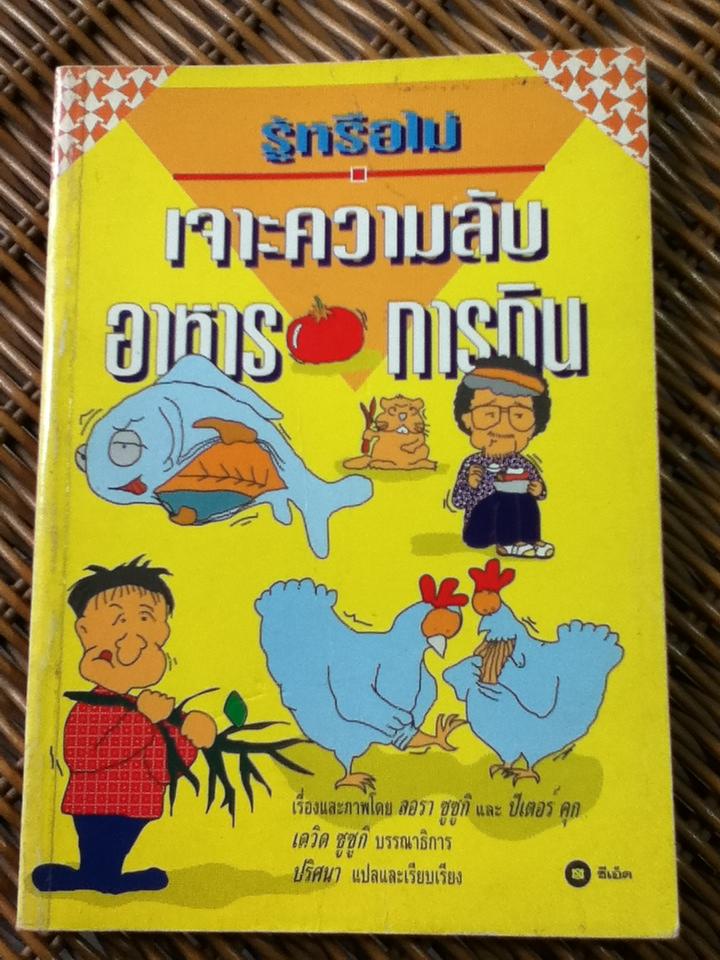 รู้หรือไม่
เจาะความลับ
อาหาร การกิน
เรื่องและภาพโดย ลอรา ซูซูกิ และ ปีเตอร์ คุก
เดวิด ซูซูกิ บรรณาธิการ
ปริศนา แปลและเรียบเรียง
ซีเอ็ด